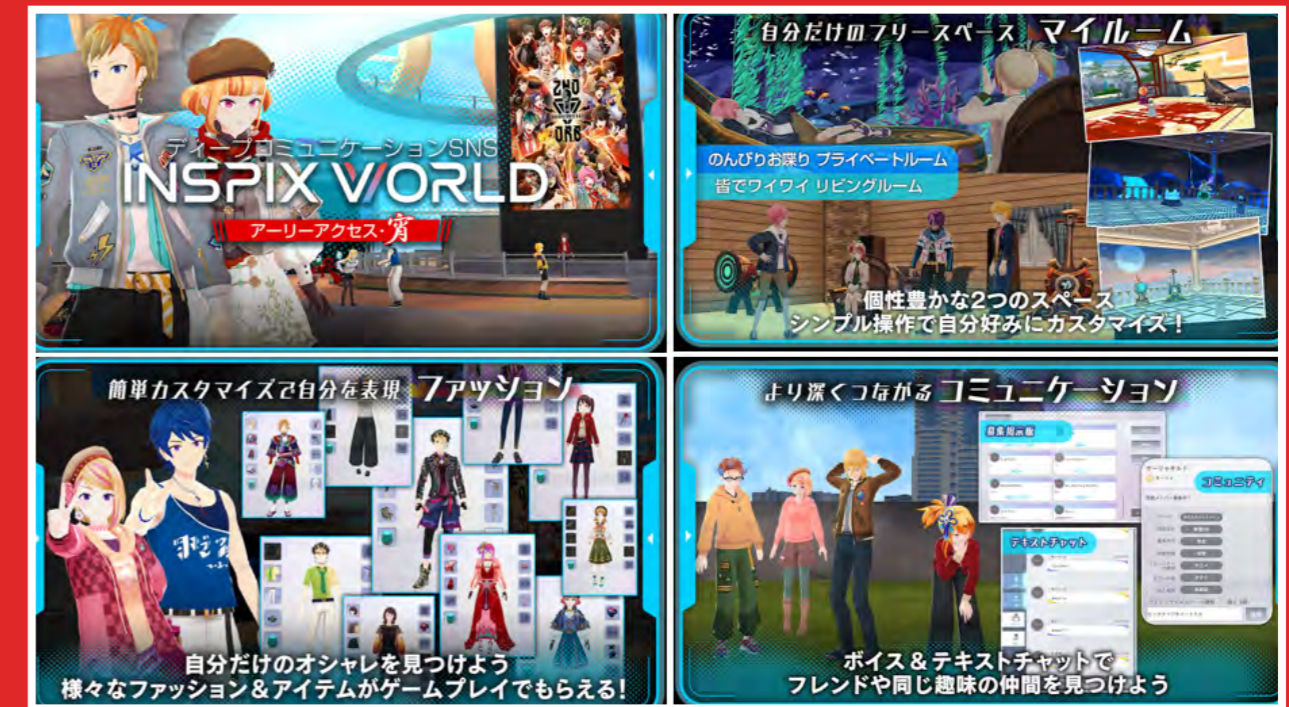 ディープコミュニケーションSNS
INSPIX WORLD
アーリーアクセス・宵
自分だけのフリースペース マイルーム
のんびりお喋り プライベートルーム
皆でワイワイ リビングルーム
個性豊かな2つのスペース
シンプル操作で自分好みにカスタマイズ!
簡単カスタマイズで自分を表現 ファッション
自分だけのオシャレを見つけよう
様々なファッション&アイテムがゲームプレイでもらえる!
より深くつながる コミュニケーション
募集掲示板
コミュニティ
テキストチャット
ボイス&テキストチャットで
フレンドや同じ趣味の仲間を見つけよう